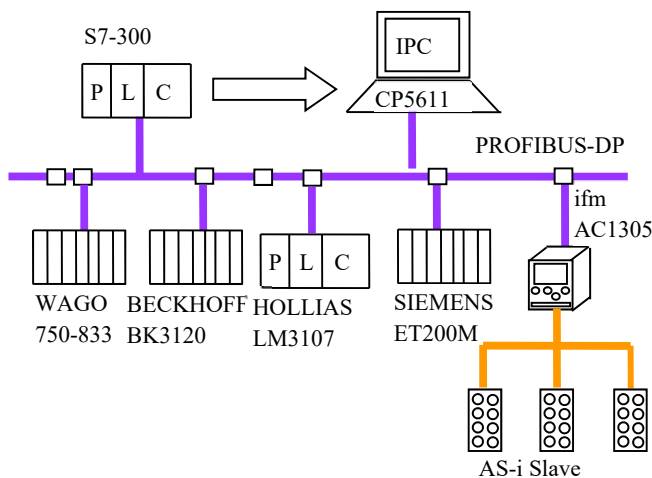 S7-300
IPC
P L C
CP5611
PROFIBUS-DP
ifm
AC1305
P L C
WAGO
750-833
BECKHOFF
BK3120
HOLLIAS
LM3107
SIEMENS
ET200M
AS-i Slave